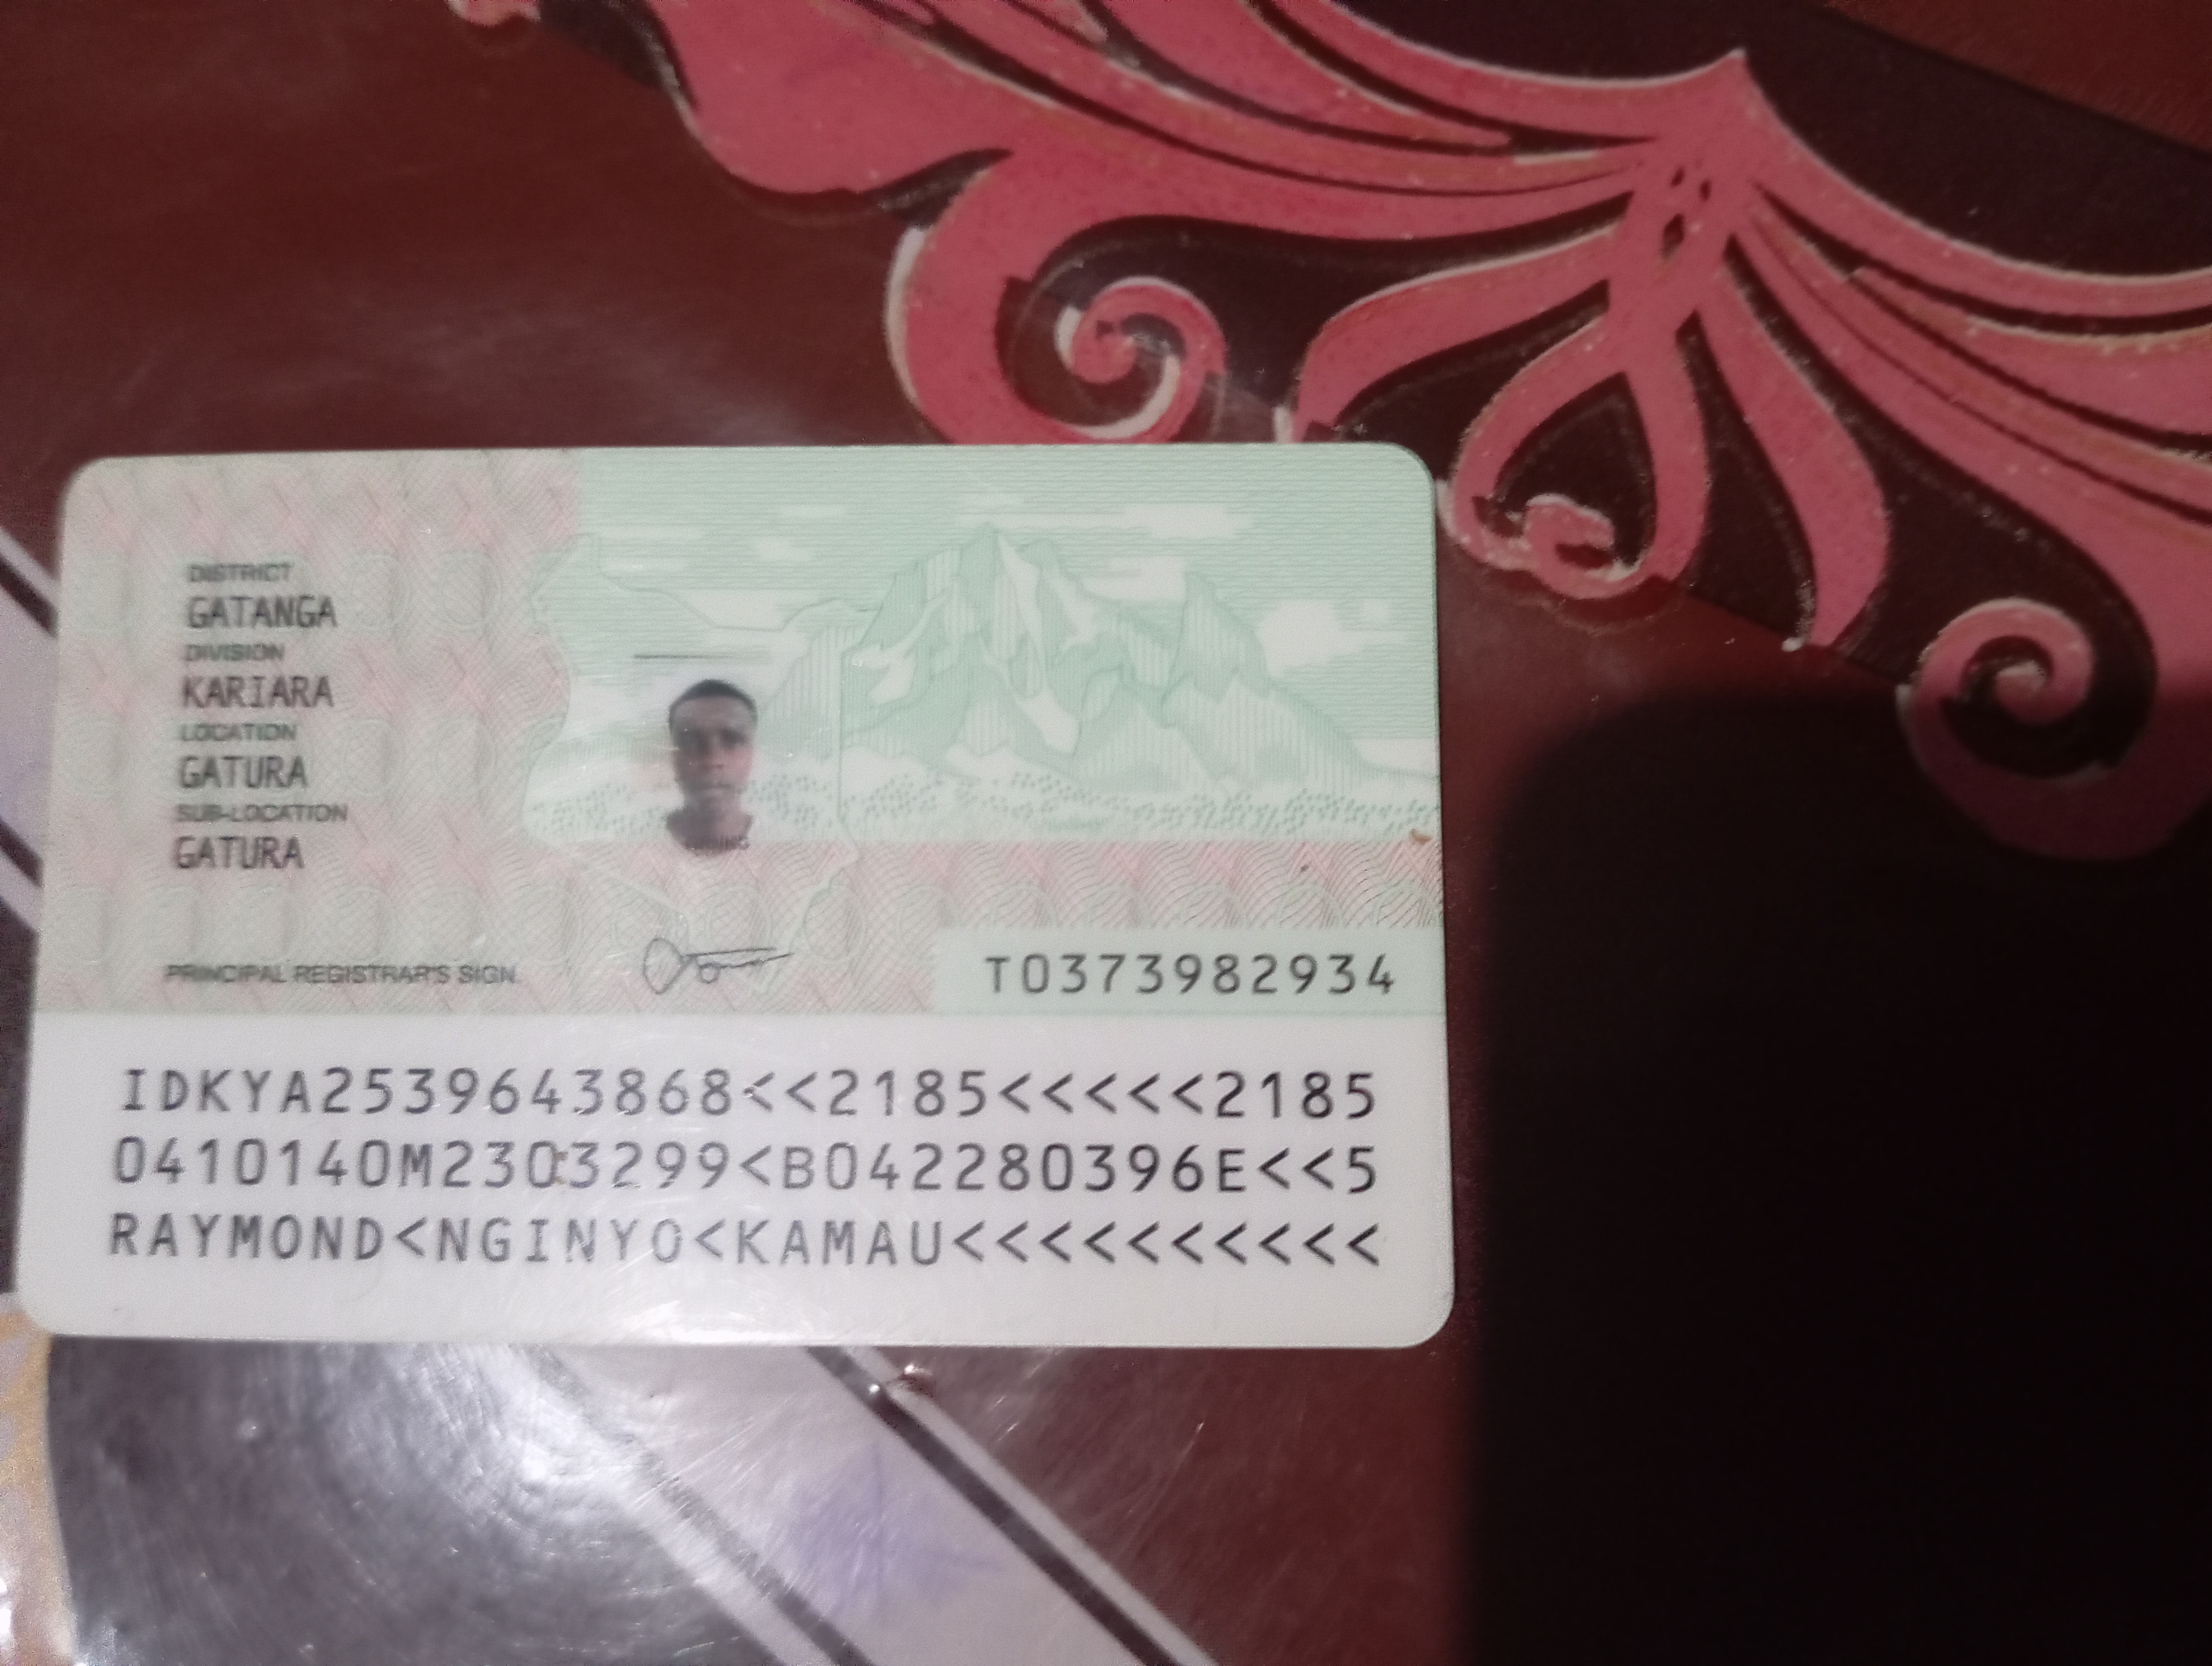 DISTRICT
GATANGA
DIVISION
KARIARA
LOCATION
GATURA
SUB-LOCATION
GATURA
PRINCIPAL REGISTRAR'S SIGN.
T0373982934
IDKYA2539643868<<2185<<<<<2185
0410140M2303299<B042280396E<<5
RAYMOND<NGINYO<KAMAU<<<<<<<<<<